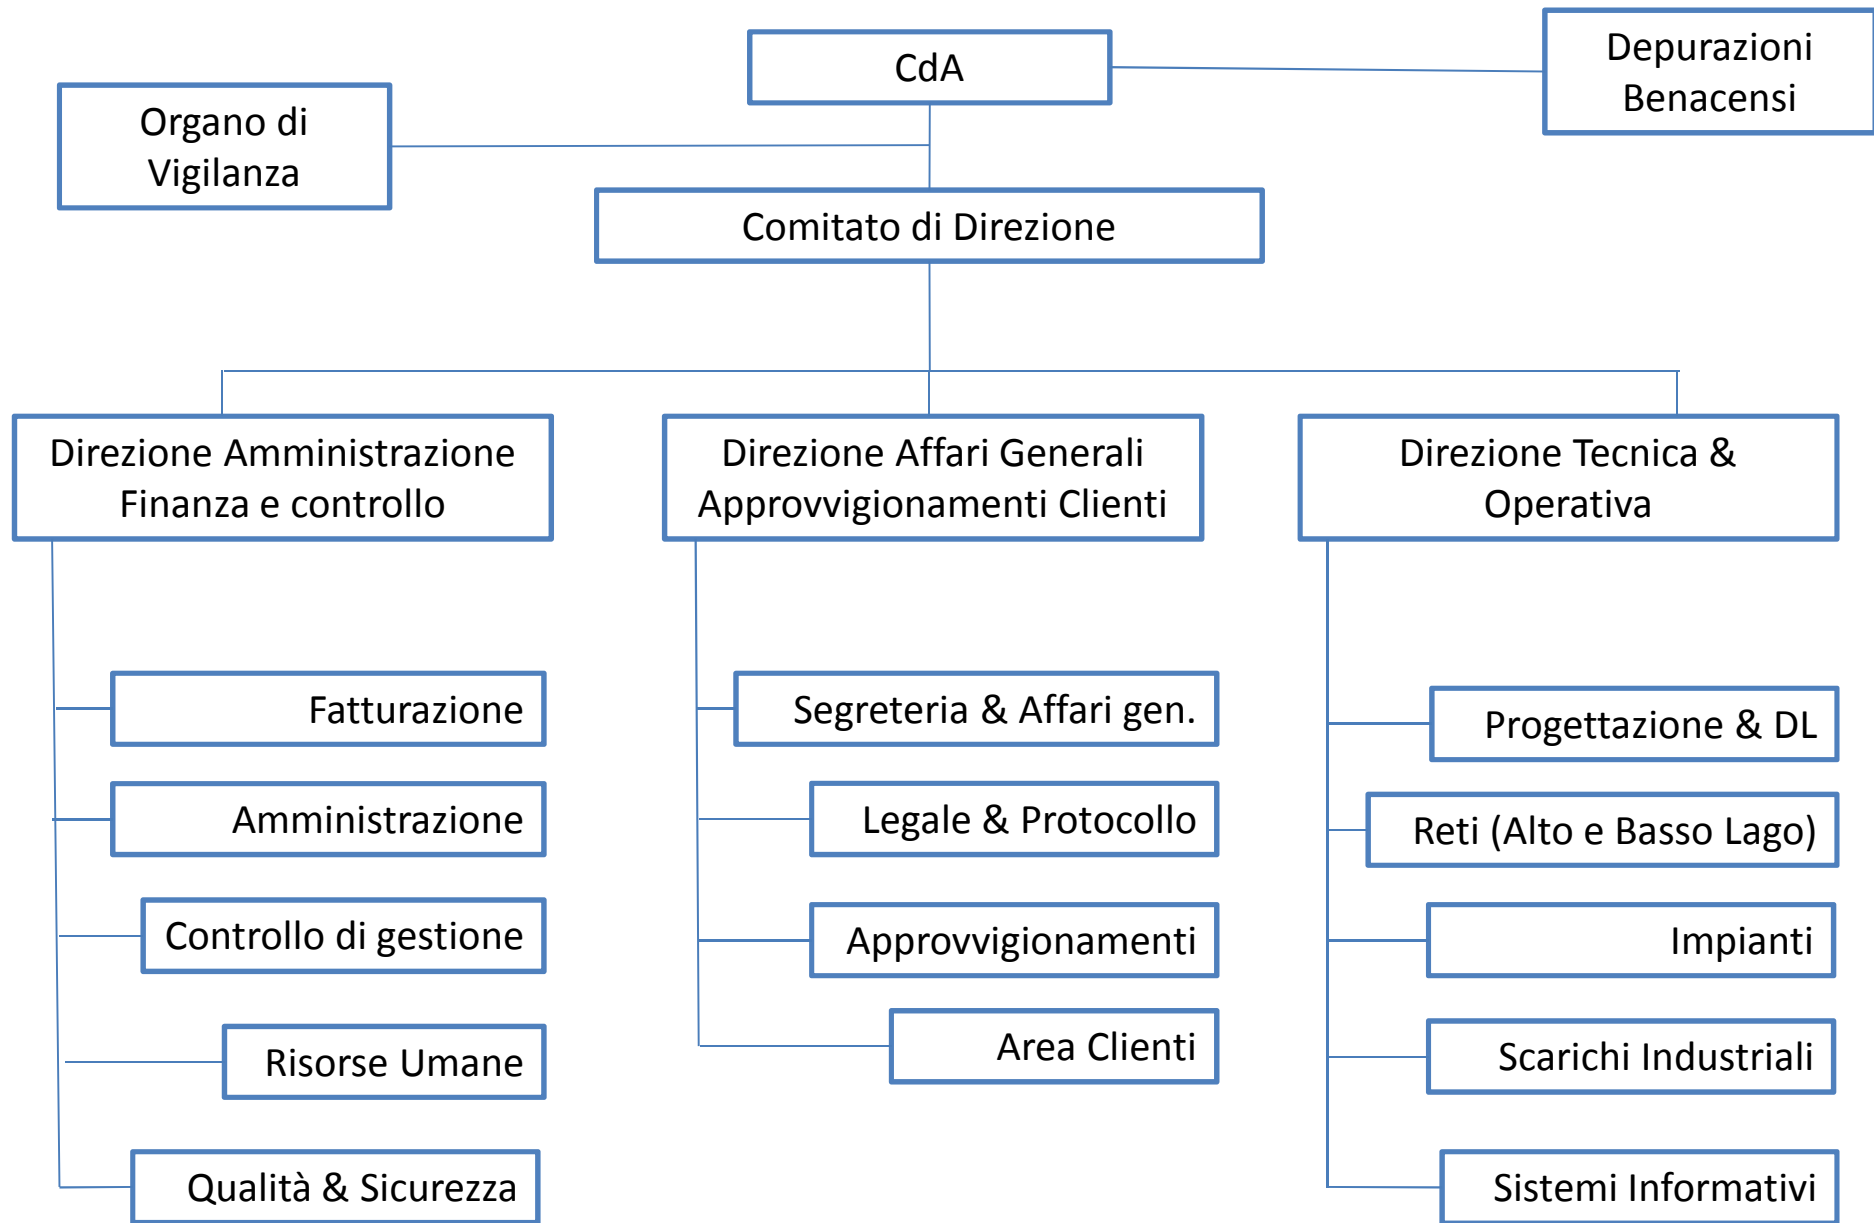 CdA
Depurazioni
Benacensi
Organo di
Vigilanza
Comitato di Direzione
Direzione Amministrazione
Finanza e controllo
Direzione Affari Generali
Approvvigionamenti Clienti
Direzione Tecnica &
Operativa
Fatturazione
Amministrazione
Controllo di gestione
Risorse Umane
Qualità & Sicurezza
Segreteria & Affari gen.
Legale & Protocollo
Approvvigionamenti
Area Clienti
Progettazione & DL
Reti (Alto e Basso Lago)
Impianti
Scarichi Industriali
Sistemi Informativi